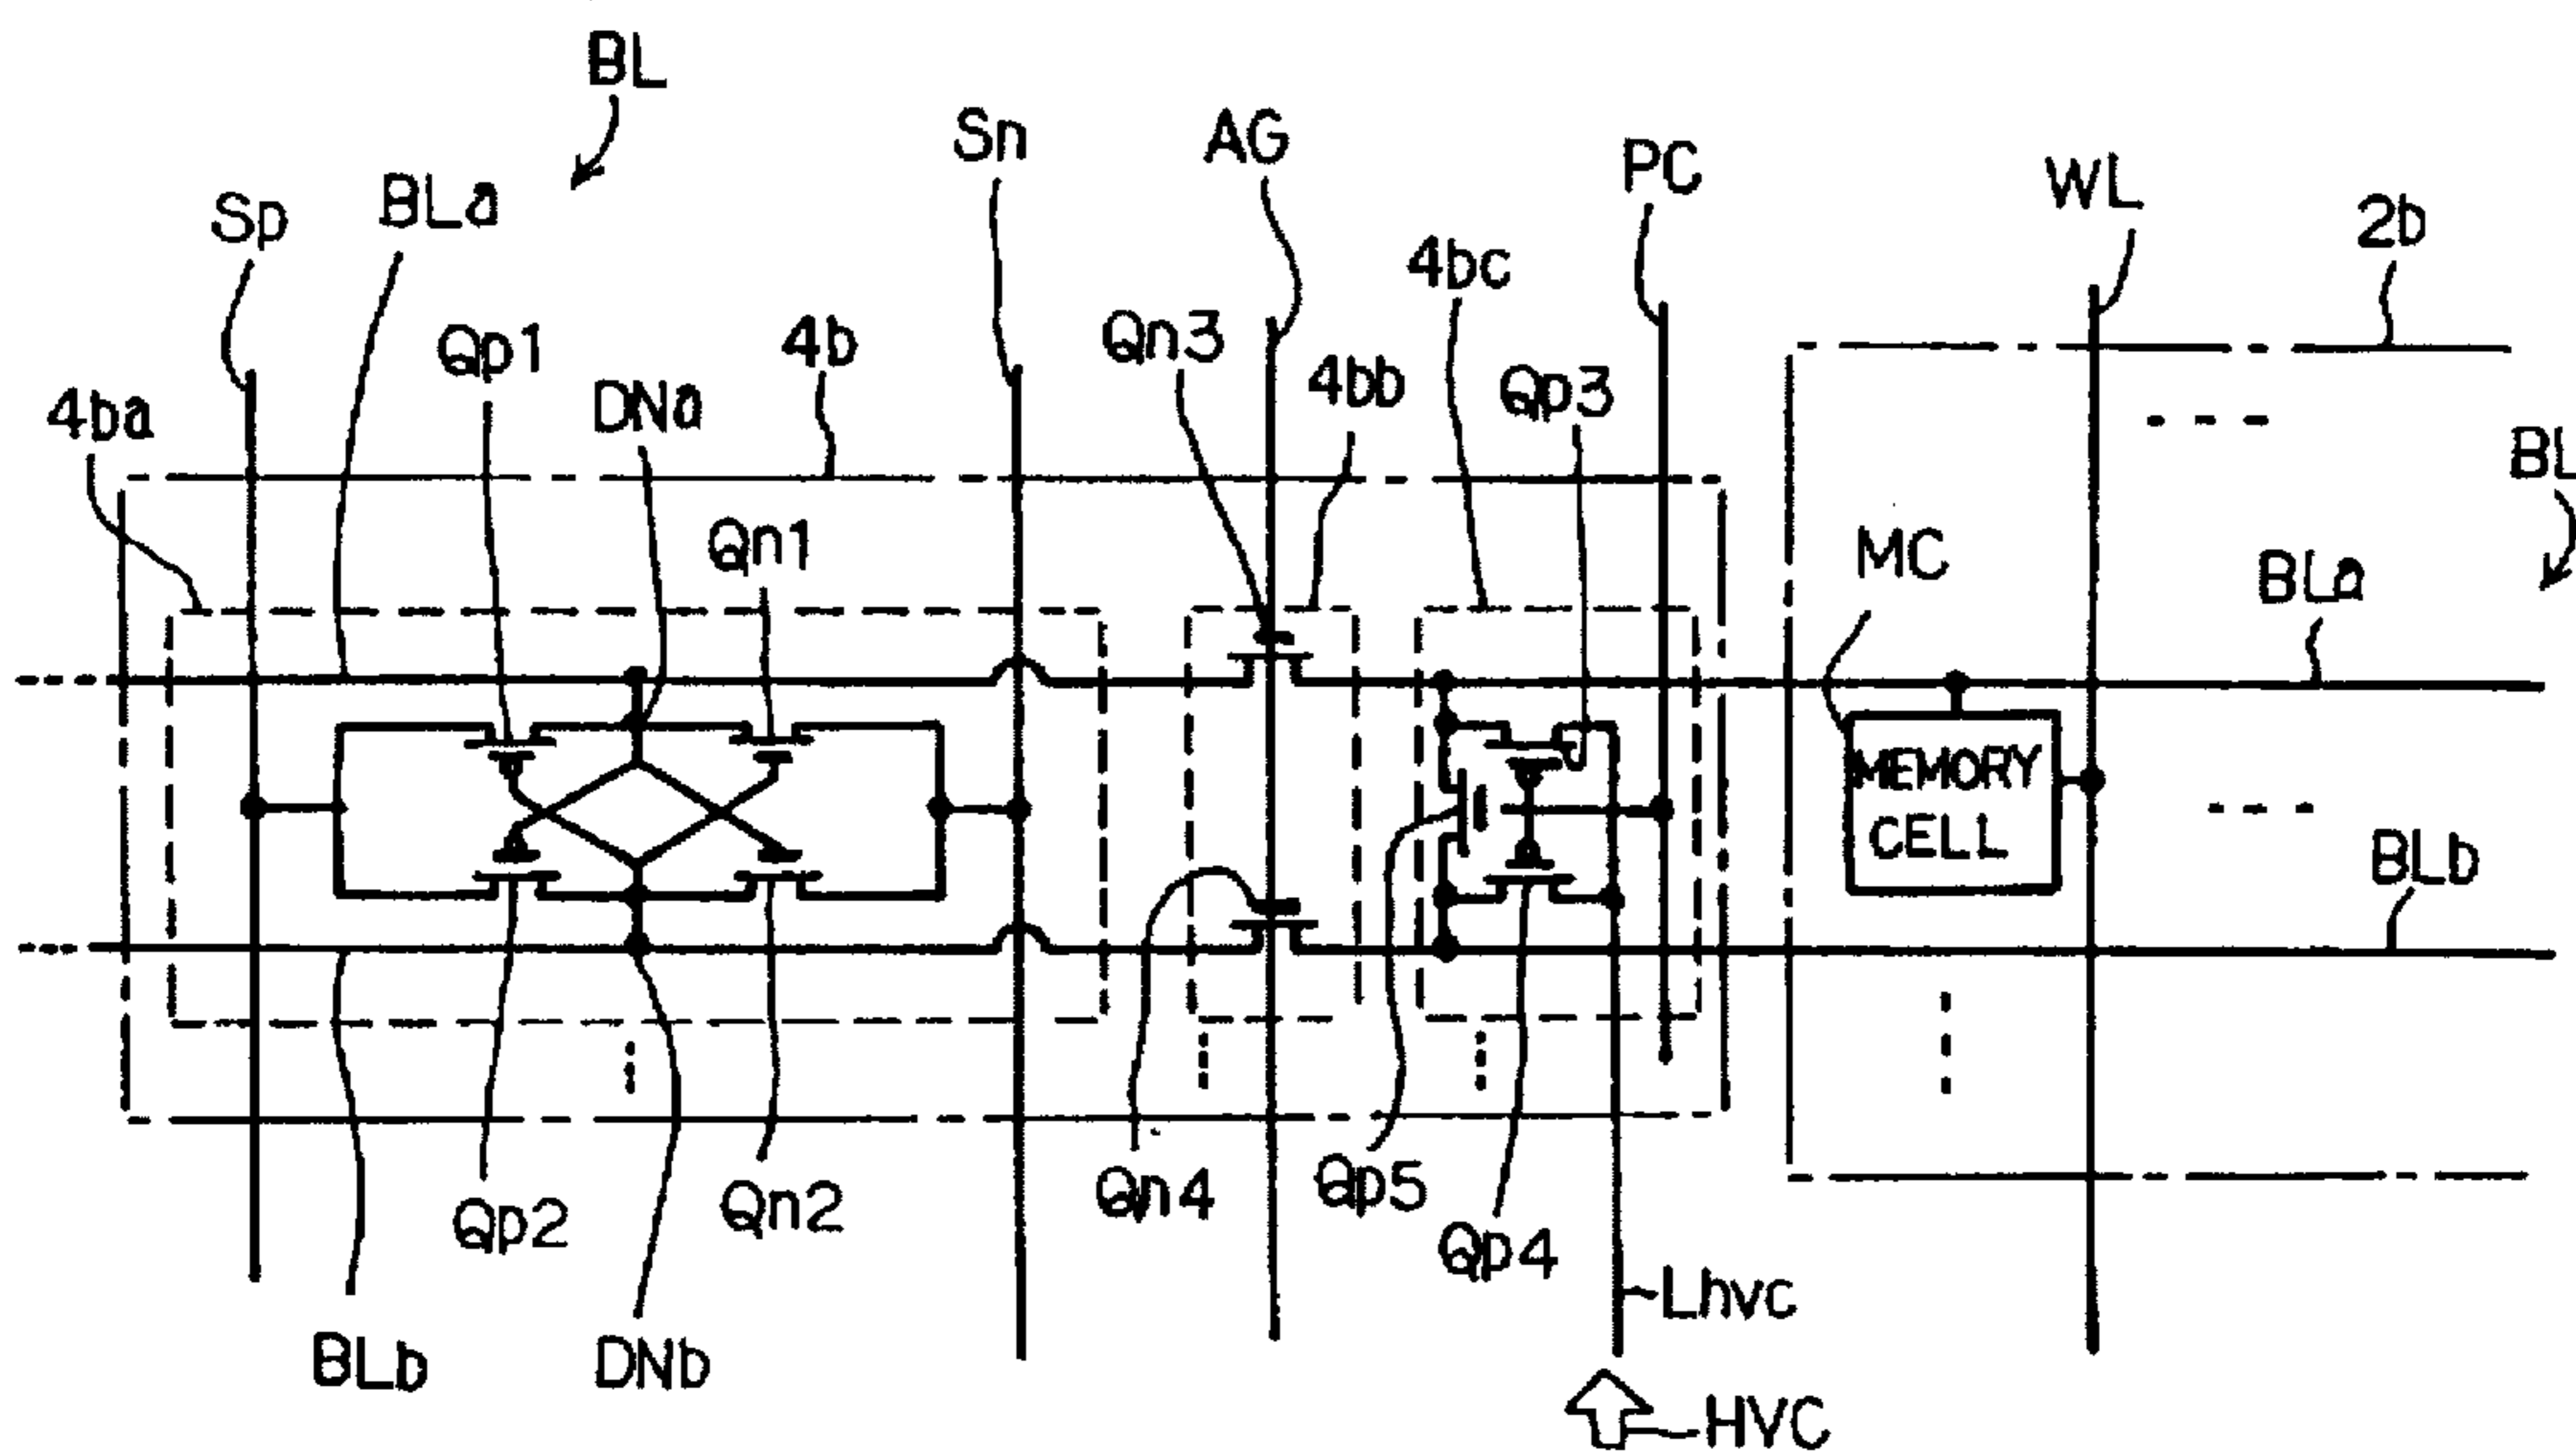 BL
Sn
AG
PC
WL
Sp
BLa
2b
4bc
Qn3
4b
Qp1
4bb
Qp3
DNa
4ba
BL
Qn1
MC
BLa
MEMORY
CELL
BLb
Qn4
Qp5
Qp2
Qn2
Qp4
Lhvc
BLb
DNb
HVC